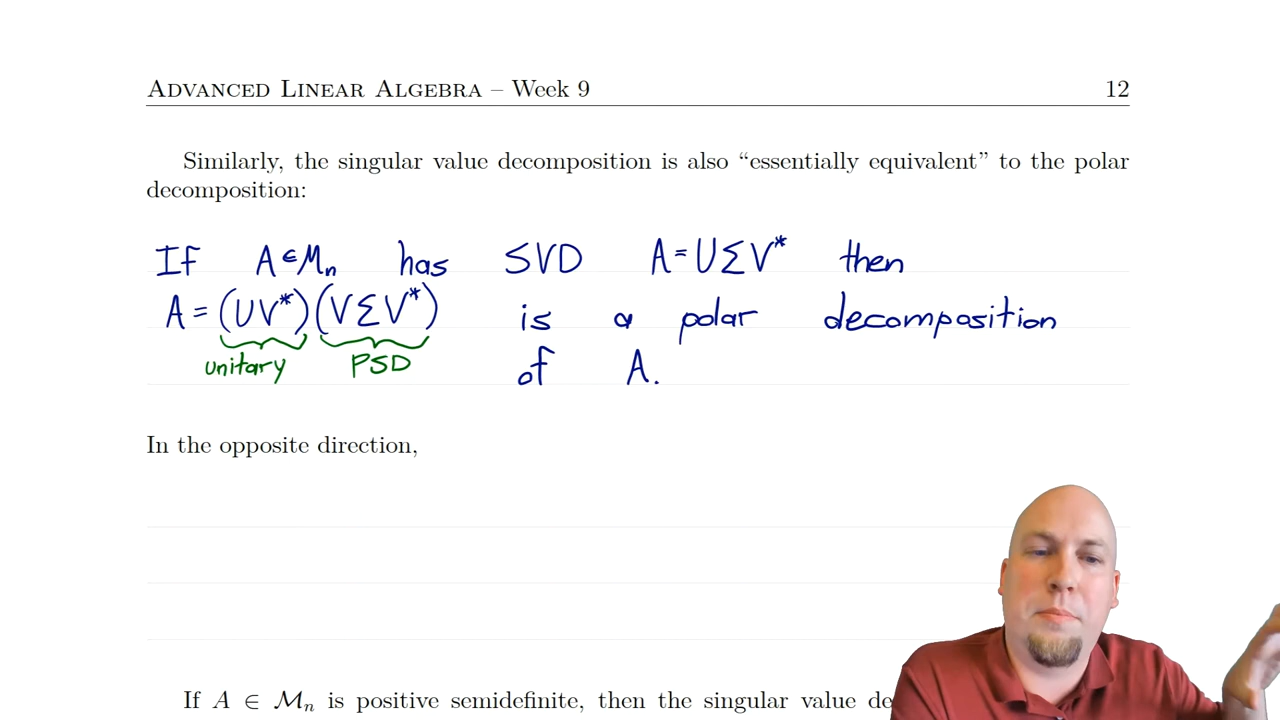 ADVANCED LINEAR ALGEBRA – Week 9 12
Similarly, the singular value decomposition is also “essentially equivalent” to the polar
decomposition:
If A∈Mₙ has SVD A=UΣV* then
A = (UV*)(VΣV*) is a polar decomposition
unitary PSD of A.
In the opposite direction,
If A ∈ Mₙ is positive semidefinite, then the singular value